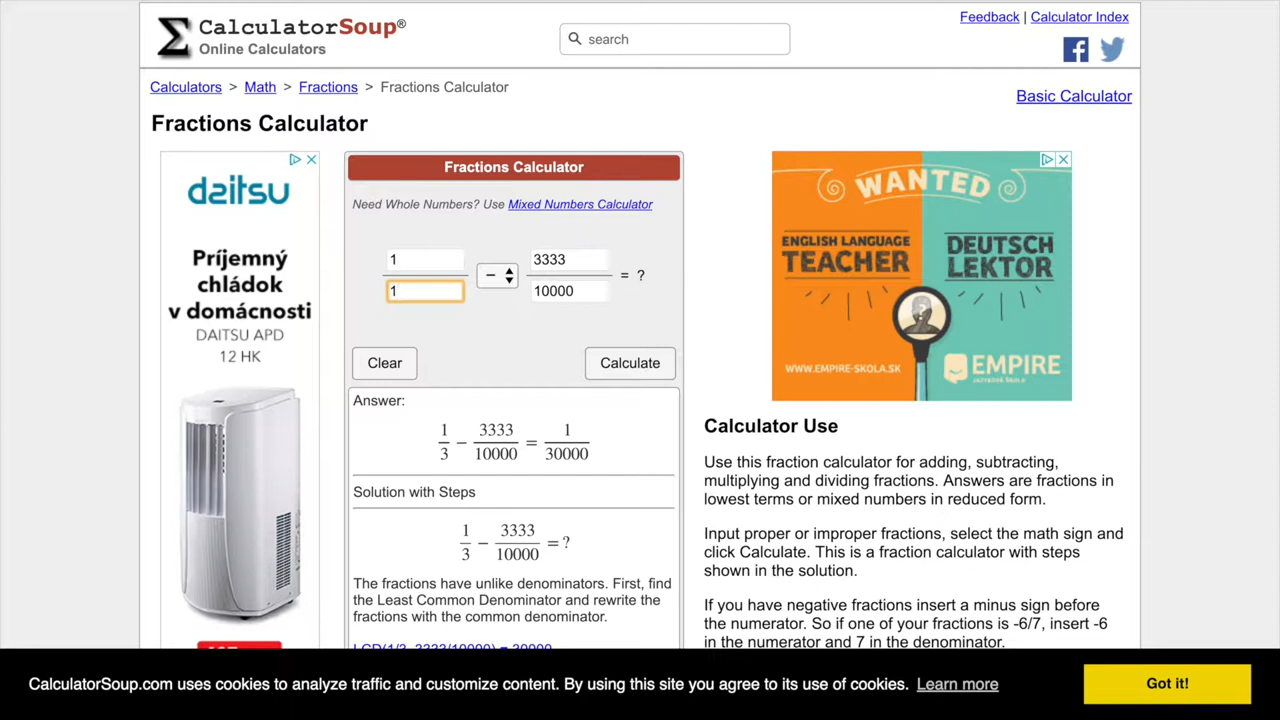 CalculatorSoup®
Online Calculators
search
Feedback | Calculator Index
Calculators > Math > Fractions > Fractions Calculator
Basic Calculator
Fractions Calculator
daitsu
Príjemný
chládok
v domácnosti
DAITSU APD
12 HK
Fractions Calculator
Need Whole Numbers? Use Mixed Numbers Calculator
1 3333
− = ?
1 10000
Clear
Calculate
Answer:
1 3333 1
− =
3 10000 30000
Solution with Steps
1 3333
− = ?
3 10000
The fractions have unlike denominators. First, find
the Least Common Denominator and rewrite the
fractions with the common denominator.
LCD(1/3, 3333/10000) = 30000
WANTED
ENGLISH LANGUAGE
TEACHER
DEUTSCH
LEKTOR
WWW.EMPIRE-SKOLA.SK
EMPIRE
Calculator Use
Use this fraction calculator for adding, subtracting,
multiplying and dividing fractions. Answers are fractions in
lowest terms or mixed numbers in reduced form.
Input proper or improper fractions, select the math sign and
click Calculate. This is a fraction calculator with steps
shown in the solution.
If you have negative fractions insert a minus sign before
the numerator. So if one of your fractions is -6/7, insert -6
in the numerator and 7 in the denominator.
CalculatorSoup.com uses cookies to analyze traffic and customize content. By using this site you agree to its use of cookies. Learn more
Got it!